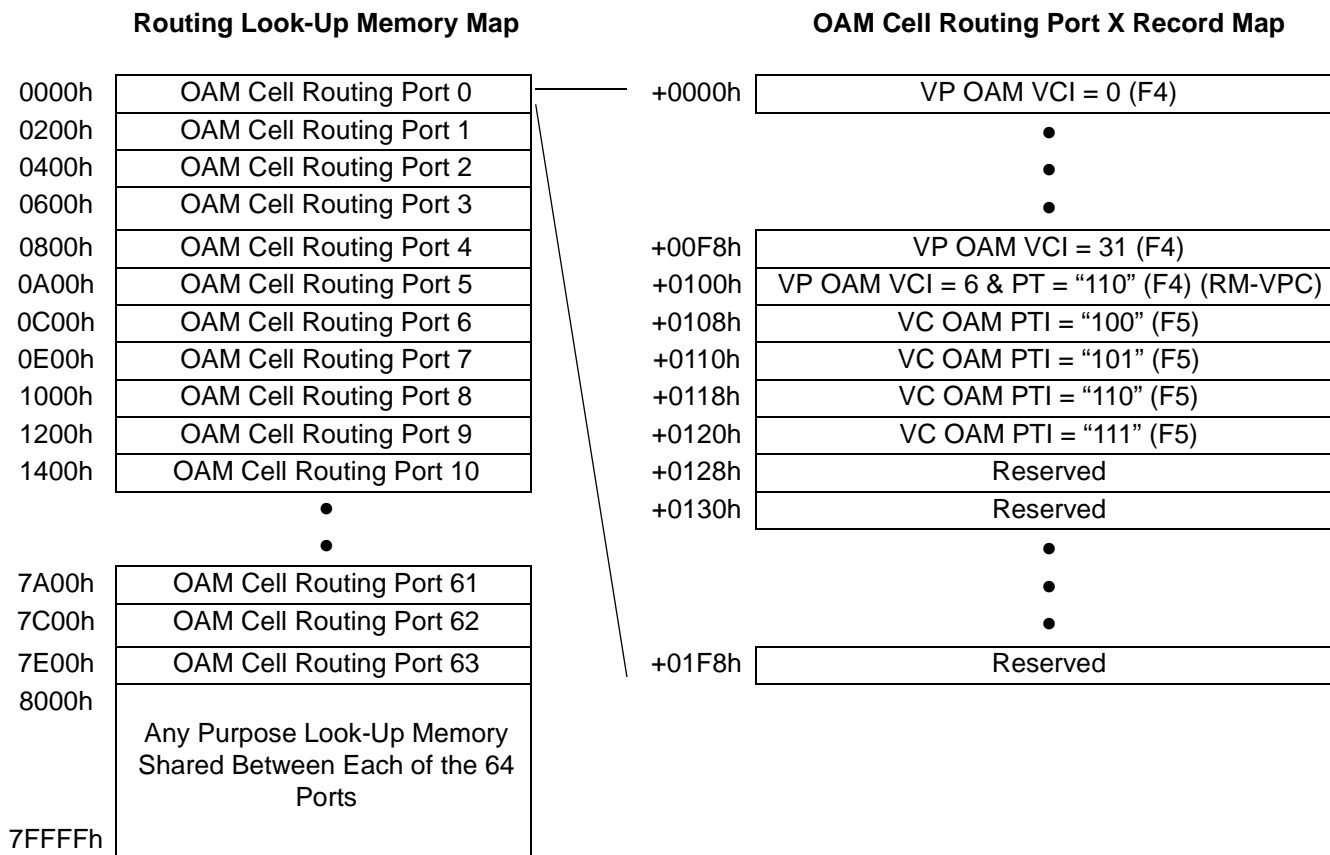 Routing Look-Up Memory Map
0000h OAM Cell Routing Port 0
0200h OAM Cell Routing Port 1
0400h OAM Cell Routing Port 2
0600h OAM Cell Routing Port 3
0800h OAM Cell Routing Port 4
0A00h OAM Cell Routing Port 5
0C00h OAM Cell Routing Port 6
0E00h OAM Cell Routing Port 7
1000h OAM Cell Routing Port 8
1200h OAM Cell Routing Port 9
1400h OAM Cell Routing Port 10
7A00h OAM Cell Routing Port 61
7C00h OAM Cell Routing Port 62
7E00h OAM Cell Routing Port 63
8000h
Any Purpose Look-Up Memory
Shared Between Each of the 64
Ports
7FFFFh
OAM Cell Routing Port X Record Map
+0000h VP OAM VCI = 0 (F4)
+00F8h VP OAM VCI = 31 (F4)
+0100h VP OAM VCI = 6 & PT = “110” (F4) (RM-VPC)
+0108h VC OAM PTI = “100” (F5)
+0110h VC OAM PTI = “101” (F5)
+0118h VC OAM PTI = “110” (F5)
+0120h VC OAM PTI = “111” (F5)
+0128h Reserved
+0130h Reserved
+01F8h Reserved